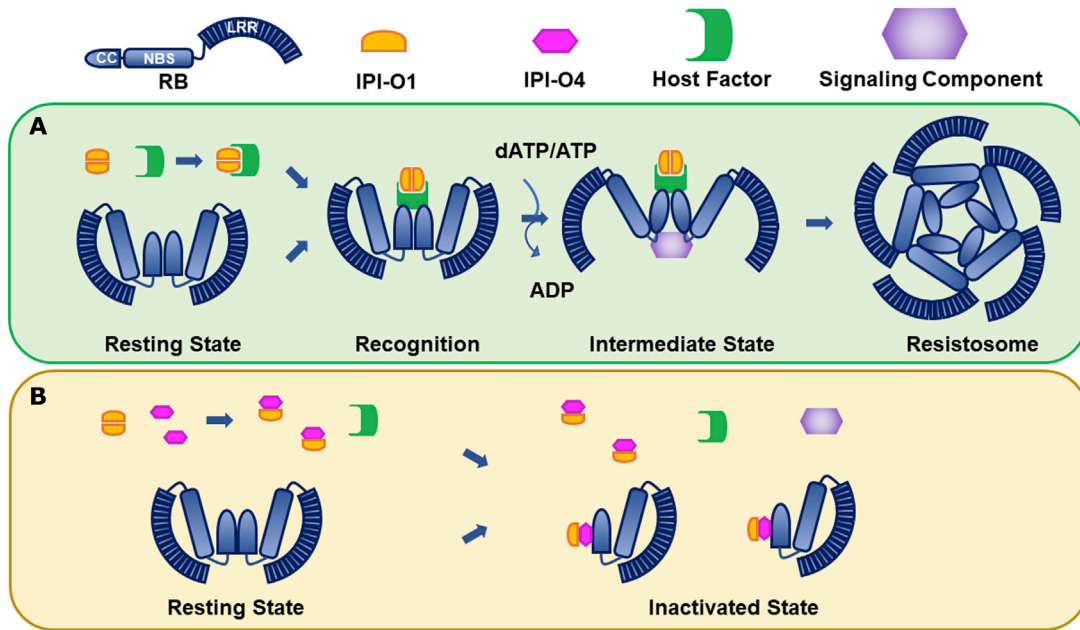 LRR
CC NBS
RB IPI-O1 IPI-O4 Host Factor Signaling Component
A
dATP/ATP
ADP
Resting State Recognition Intermediate State Resistosome
B
Resting State Inactivated State